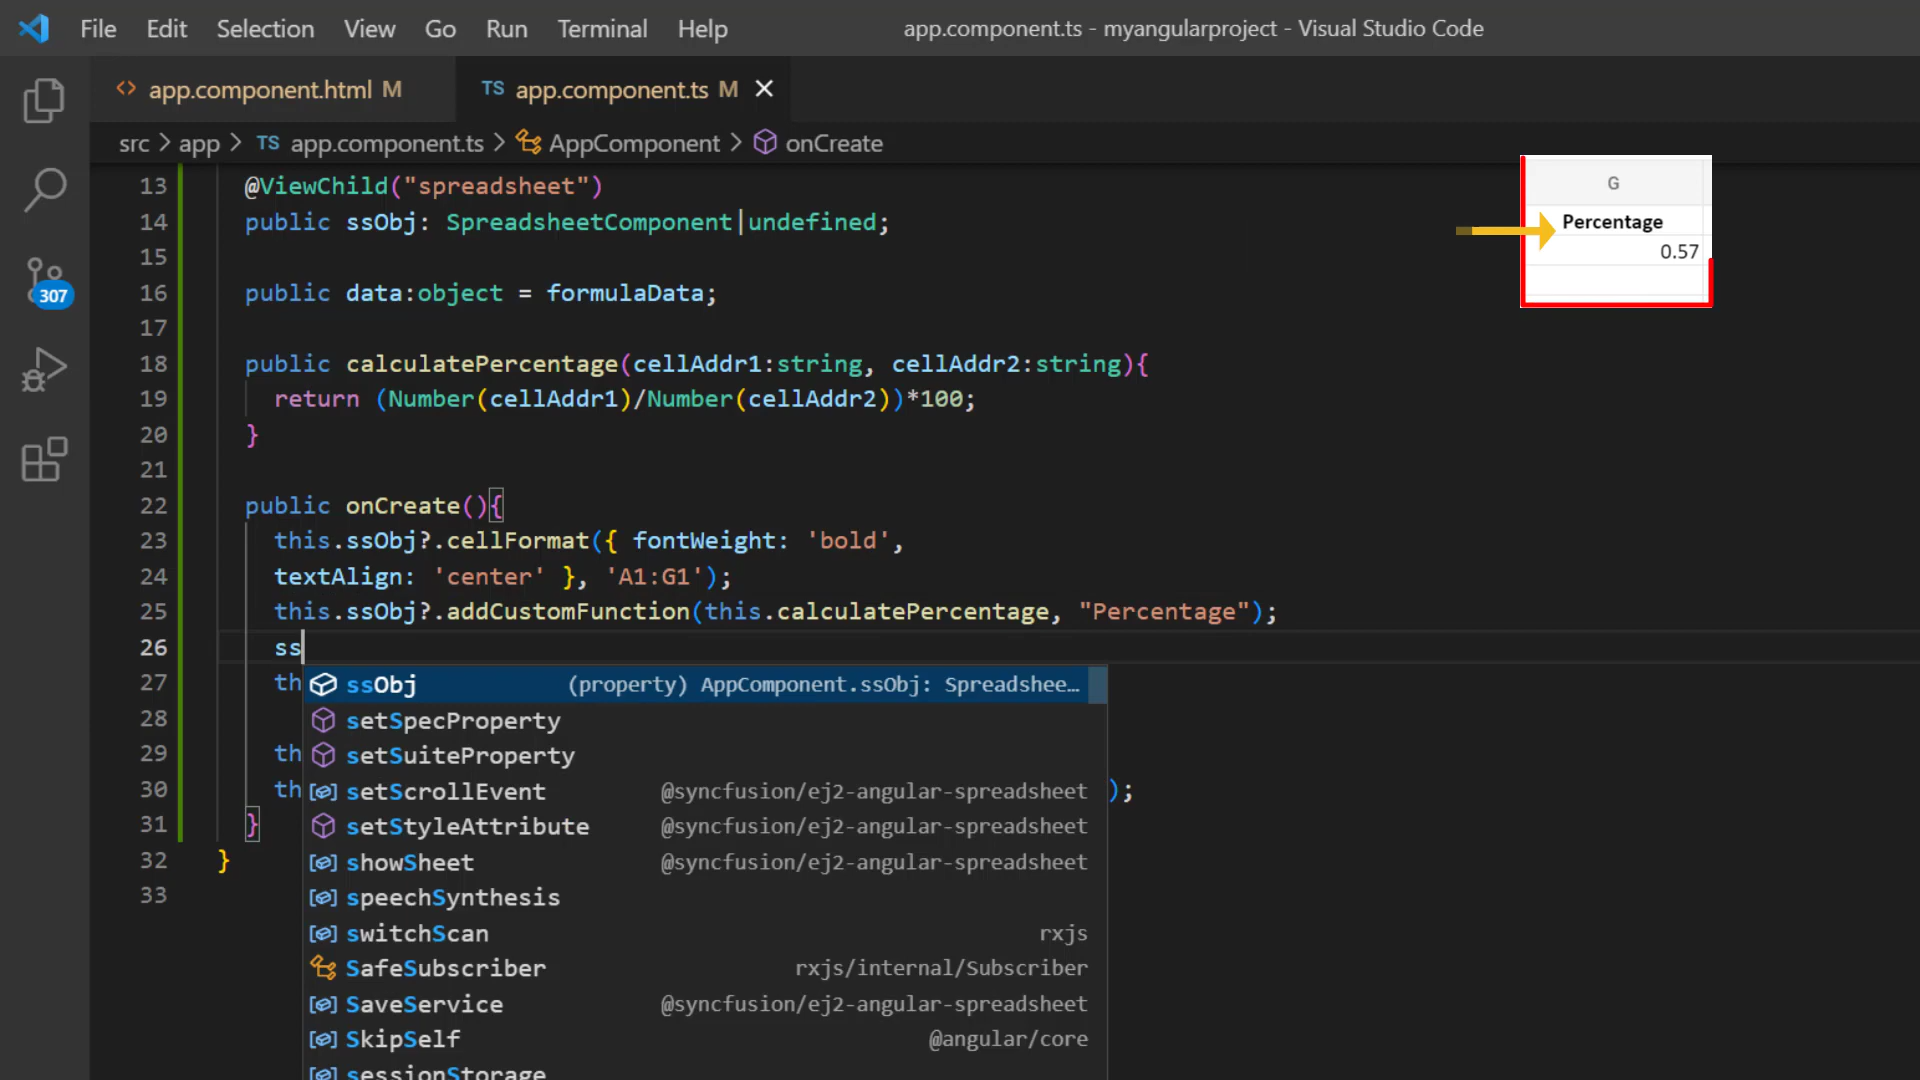 File Edit Selection View Go Run Terminal Help app.component.ts - myangularproject - Visual Studio Code
<> app.component.html M TS app.component.ts M
src > app > TS app.component.ts > AppComponent > onCreate
G
Percentage
0.57
307
13 @ViewChild("spreadsheet")
14 public ssObj: SpreadsheetComponent|undefined;
15
16 public data:object = formulaData;
17
18 public calculatePercentage(cellAddr1:string, cellAddr2:string){
19 return (Number(cellAddr1)/Number(cellAddr2))*100;
20 }
21
22 public onCreate(){
23 this.ssObj?.cellFormat({ fontWeight: 'bold',
24 textAlign: 'center' }, 'A1:G1');
25 this.ssObj?.addCustomFunction(this.calculatePercentage, "Percentage");
26 ss
27 th
28
29 th
30 th );
31 }
32 }
33
ssObj (property) AppComponent.ssObj: Spreadshee…
setSpecProperty
setSuiteProperty
setScrollEvent @syncfusion/ej2-angular-spreadsheet
setStyleAttribute @syncfusion/ej2-angular-spreadsheet
showSheet @syncfusion/ej2-angular-spreadsheet
speechSynthesis
switchScan rxjs
SafeSubscriber rxjs/internal/Subscriber
SaveService @syncfusion/ej2-angular-spreadsheet
SkipSelf @angular/core
sessionStorage